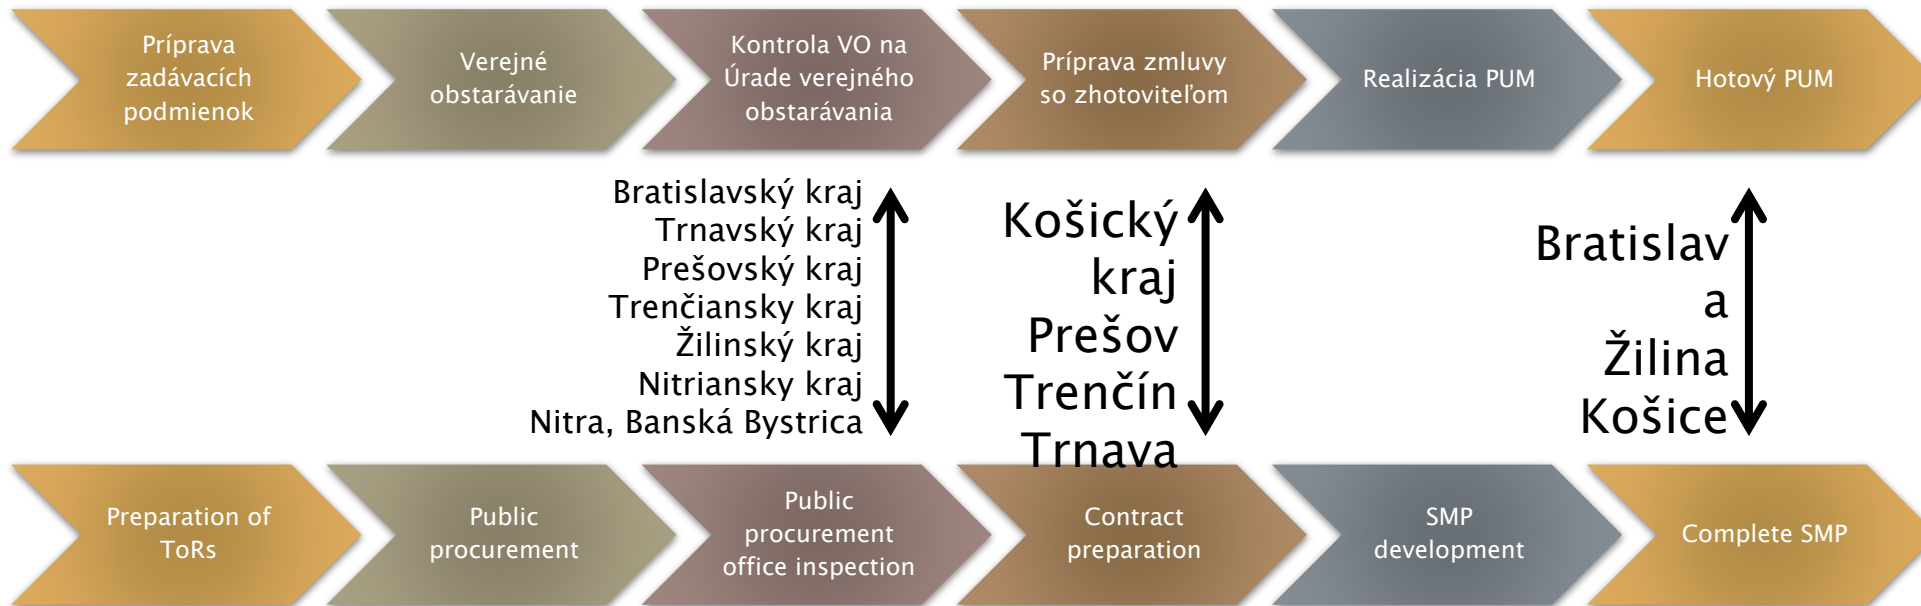 Príprava
zadávacích
podmienok
Verejné
obstarávanie
Kontrola VO na
Úrade verejného
obstarávania
Príprava zmluvy
so zhotoviteľom
Realizácia PUM
Hotový PUM
Bratislavský kraj
Trnavský kraj
Prešovský kraj
Trenčiansky kraj
Žilinský kraj
Nitriansky kraj
Nitra, Banská Bystrica
Košický
kraj
Prešov
Trenčín
Trnava
Bratislav
a
Žilina
Košice
Preparation of
ToRs
Public
procurement
Public
procurement
office inspection
Contract
preparation
SMP
development
Complete SMP